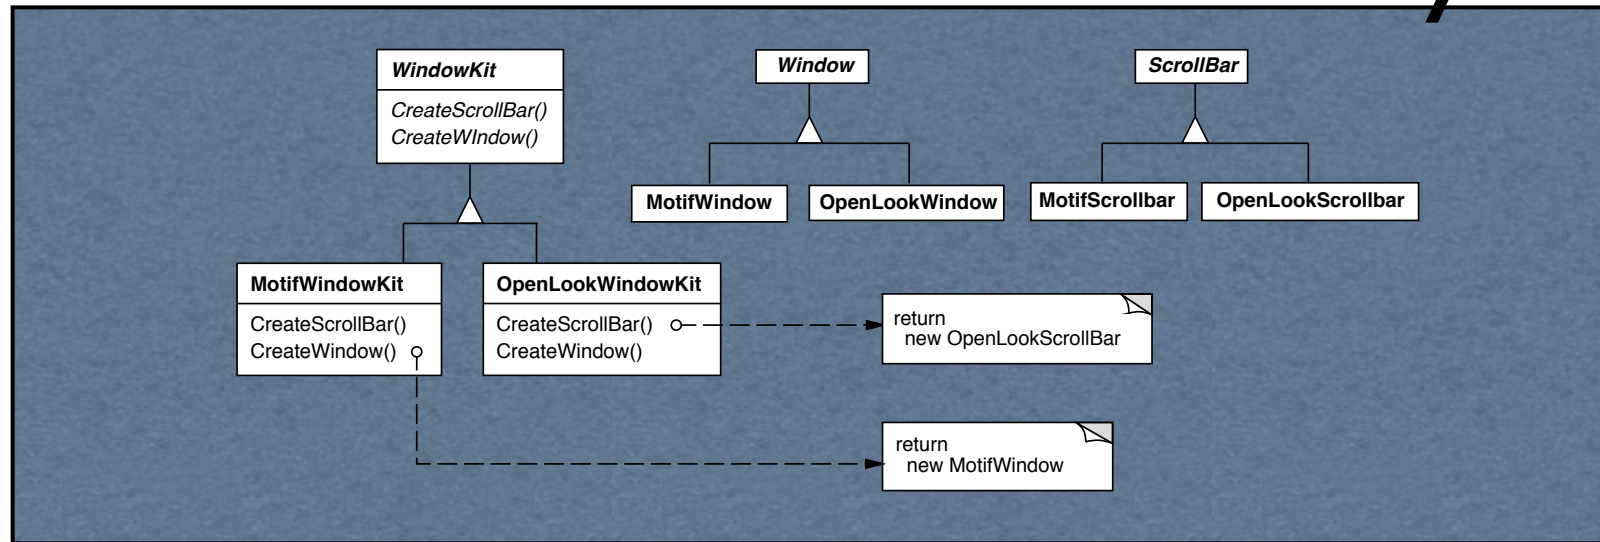 WindowKit
CreateScrollBar()
CreateWIndow()
Window
ScrollBar
MotifWindow
OpenLookWindow
MotifScrollbar
OpenLookScrollbar
MotifWindowKit
CreateScrollBar()
CreateWindow()
OpenLookWindowKit
CreateScrollBar()
CreateWindow()
return
new OpenLookScrollBar
return
new MotifWindow